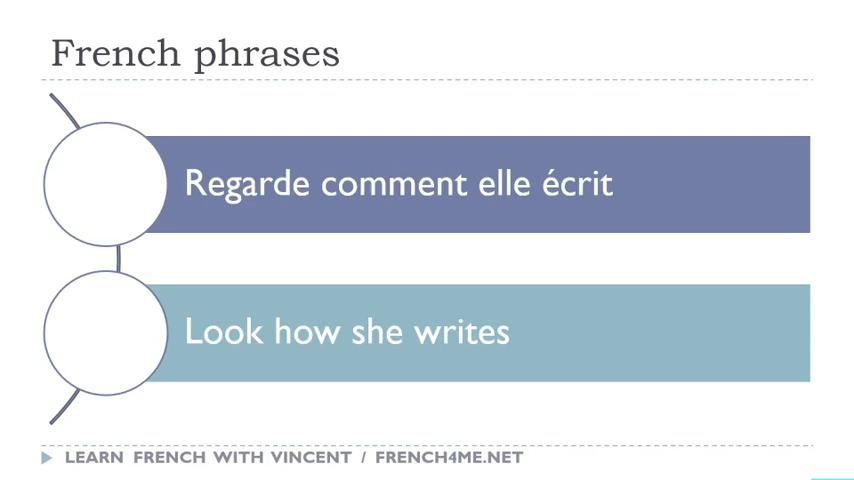 French phrases
Regarde comment elle écrit
Look how she writes
LEARN FRENCH WITH VINCENT / FRENCH4ME.NET